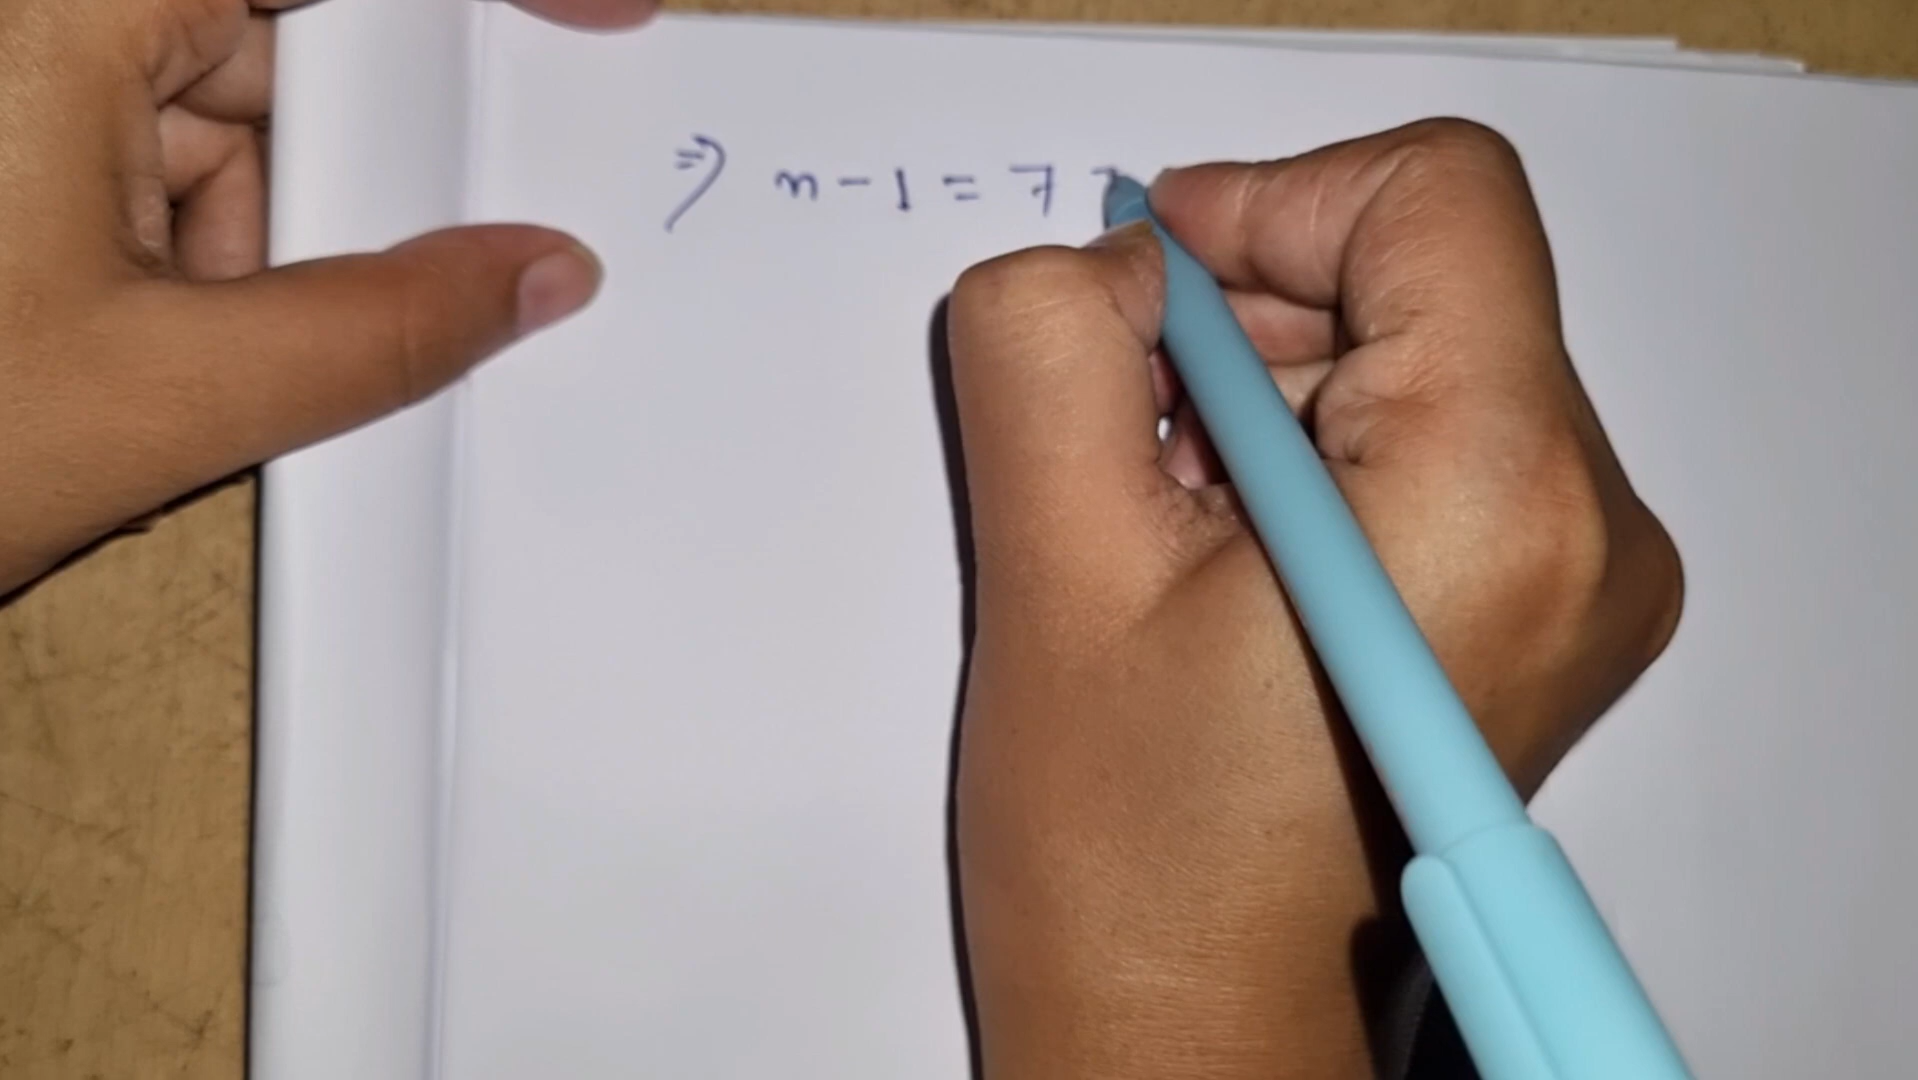 ⇒ n - 1 = 7